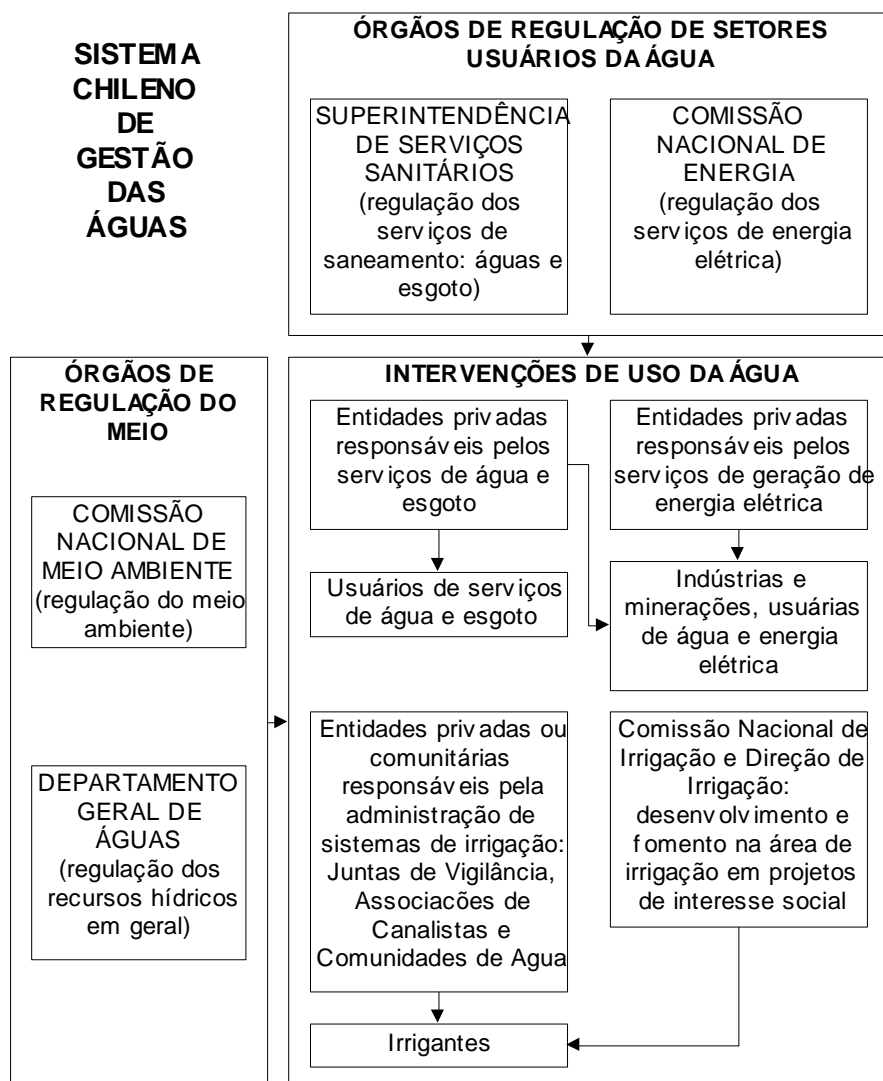 SISTEMA
CHILENO
DE
GESTÃO
DAS
ÁGUAS
ÓRGÃOS DE REGULAÇÃO DE SETORES
USUÁRIOS DA ÁGUA
SUPERINTENDÊNCIA
DE SERVIÇOS
SANITÁRIOS
(regulação dos
serviços de
saneamento: águas e
esgoto)
COMISSÃO
NACIONAL DE
ENERGIA
(regulação dos
serviços de energia
elétrica)
ÓRGÃOS DE
REGULAÇÃO DO
MEIO
COMISSÃO
NACIONAL DE
MEIO AMBIENTE
(regulação do meio
ambiente)
DEPARTAMENTO
GERAL DE
ÁGUAS
(regulação dos
recursos hídricos
em geral)
INTERVENÇÕES DE USO DA ÁGUA
Entidades privadas
responsáveis pelos
serviços de água e
esgoto
Entidades privadas
responsáveis pelos
serviços de geração de
energia elétrica
Usuários de serviços
de água e esgoto
Indústrias e
minerações, usuárias
de água e energia
elétrica
Entidades privadas ou
comunitárias
responsáveis pela
administração de
sistemas de irrigação:
Juntas de Vigilância,
Associacões de
Canalistas e
Comunidades de Agua
Comissão Nacional de
Irrigação e Direção de
Irrigação:
desenvolvimento e
fomento na área de
irrigação em projetos
de interesse social
Irrigantes